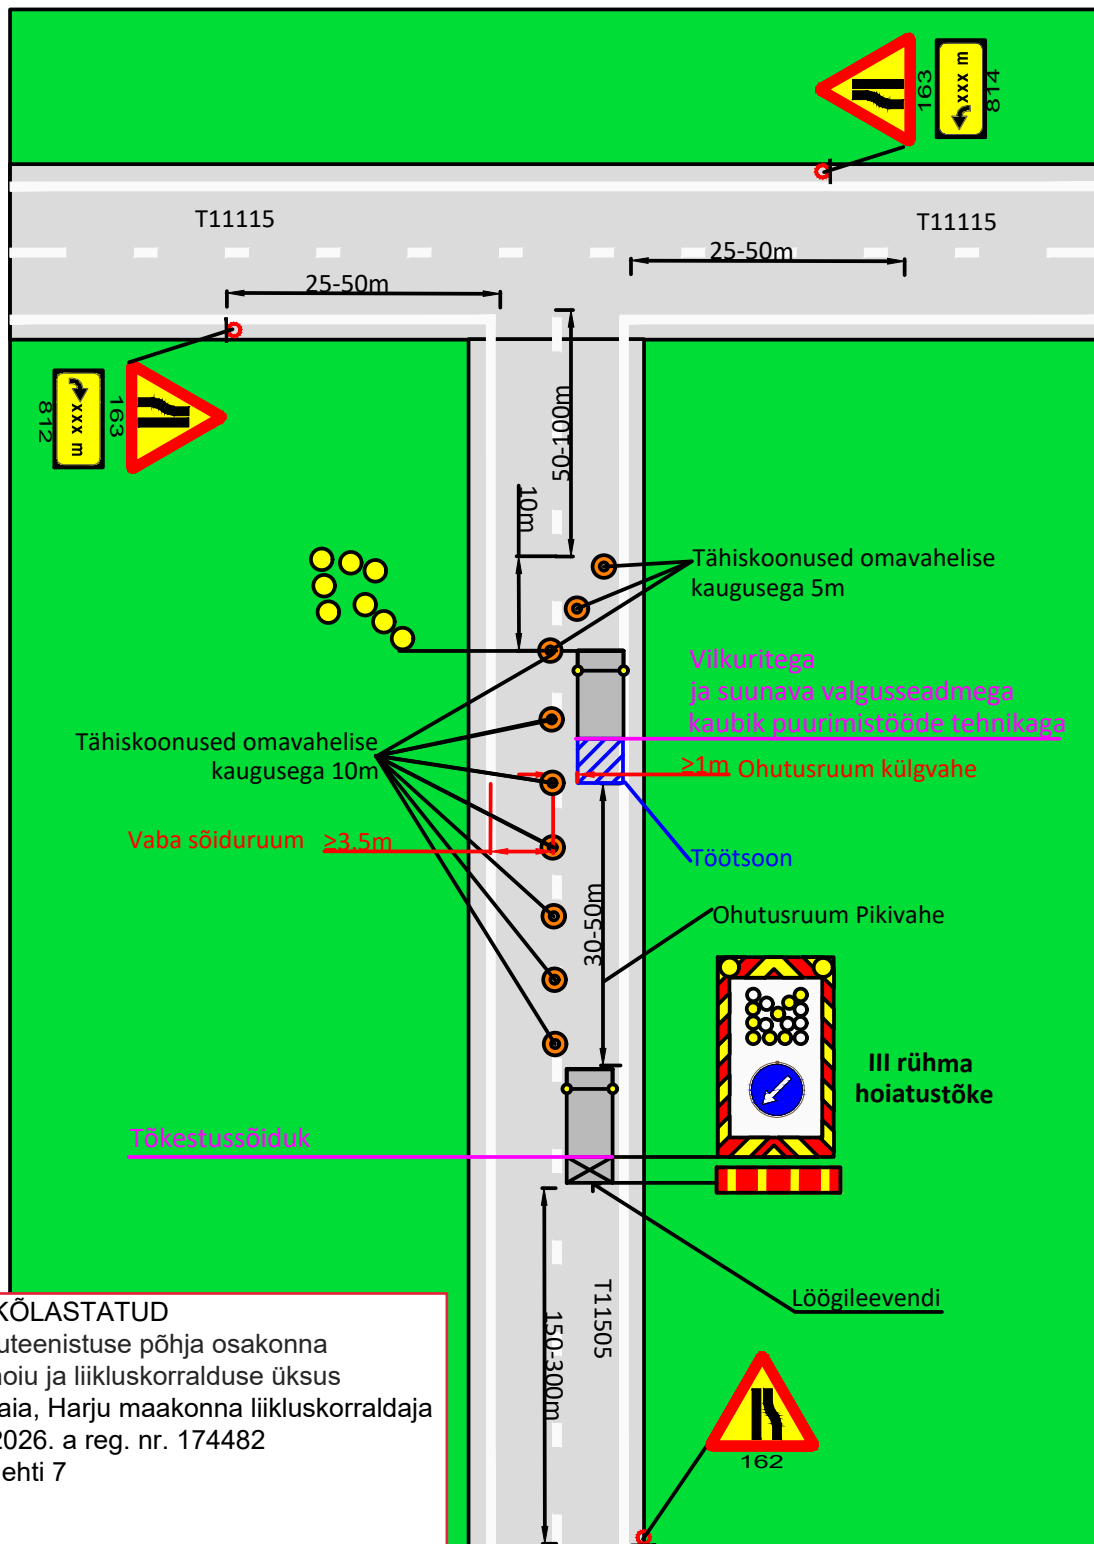 163
xxx m
814
T11115
T11115
25-50m
25-50m
812
xxx m
163
50-100m
10m
Tähiskoonused omavahelise
kaugusega 5m
Vilkuritega
ja suunava valgusseadmega
kaubik puurimistööde tehnikaga
Tähiskoonused omavahelise
kaugusega 10m
≥1m Ohutusruum külgvahe
Vaba sõiduruum ≥3.5m
Töötsoon
30-50m
Ohutusruum Pikivahe
III rühma
hoiatustõke
Tõkestussõiduk
Löögileevendi
T11505
150-300m
162
KÕLASTATUD
uteenistuse põhja osakonna
hoiu ja liikluskorralduse üksus
aia, Harju maakonna liikluskorraldaja
2026. a reg. nr. 174482
ehti 7